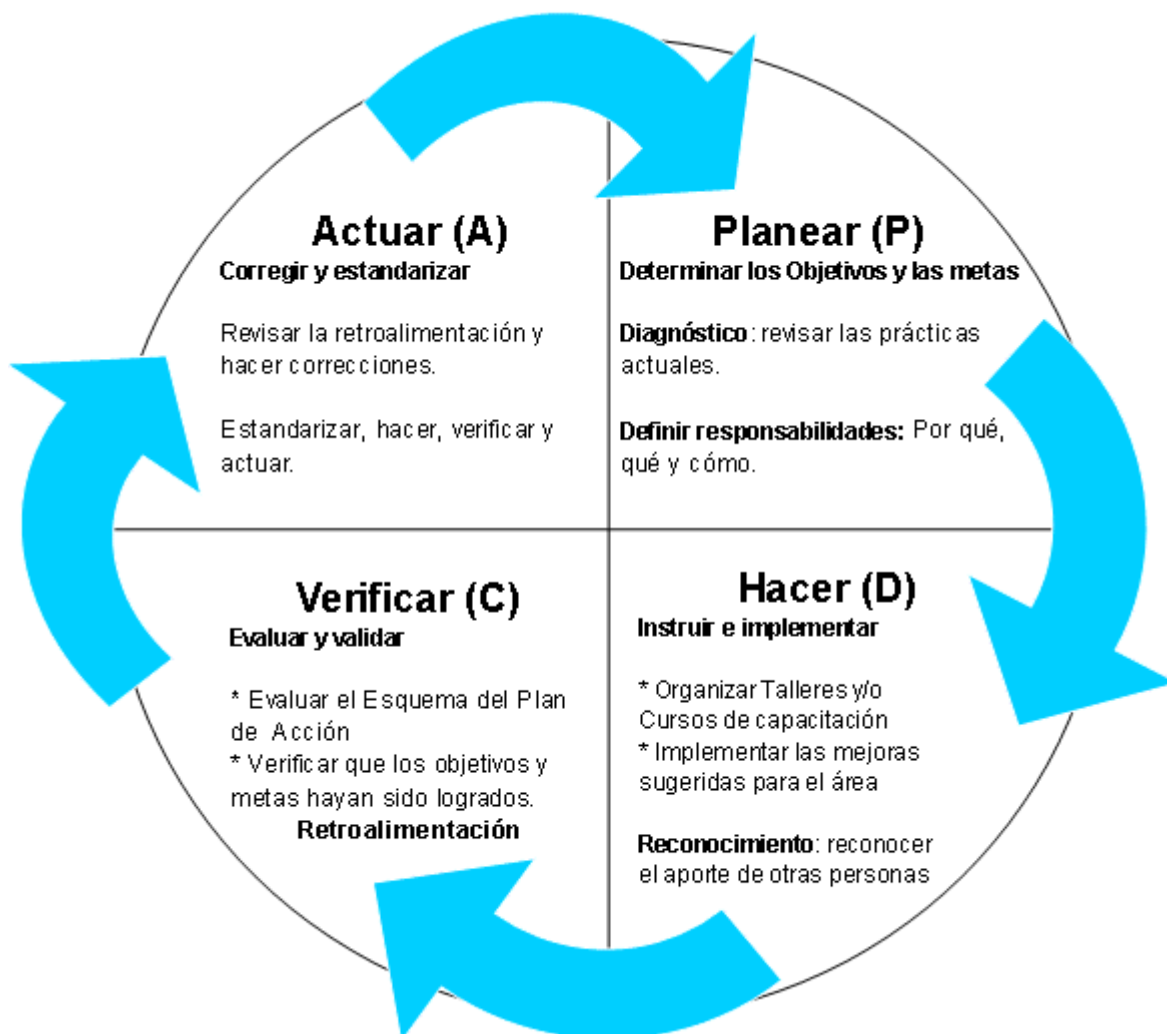 Actuar (A)
Corregir y estandarizar
Revisar la retroalimentación y
hacer correcciones.
Estandarizar, hacer, verificar y
actuar.
Planear (P)
Determinar los Objetivos y las metas
Diagnóstico: revisar las prácticas
actuales.
Definir responsabilidades: Por qué,
qué y cómo.
Verificar (C)
Evaluar y validar
* Evaluar el Esquema del Plan
de Acción
* Verificar que los objetivos y
metas hayan sido logrados.
Retroalimentación
Hacer (D)
Instruir e implementar
* Organizar Talleres y/o
Cursos de capacitación
* Implementar las mejoras
sugeridas para el área
Reconocimiento: reconocer
el aporte de otras personas